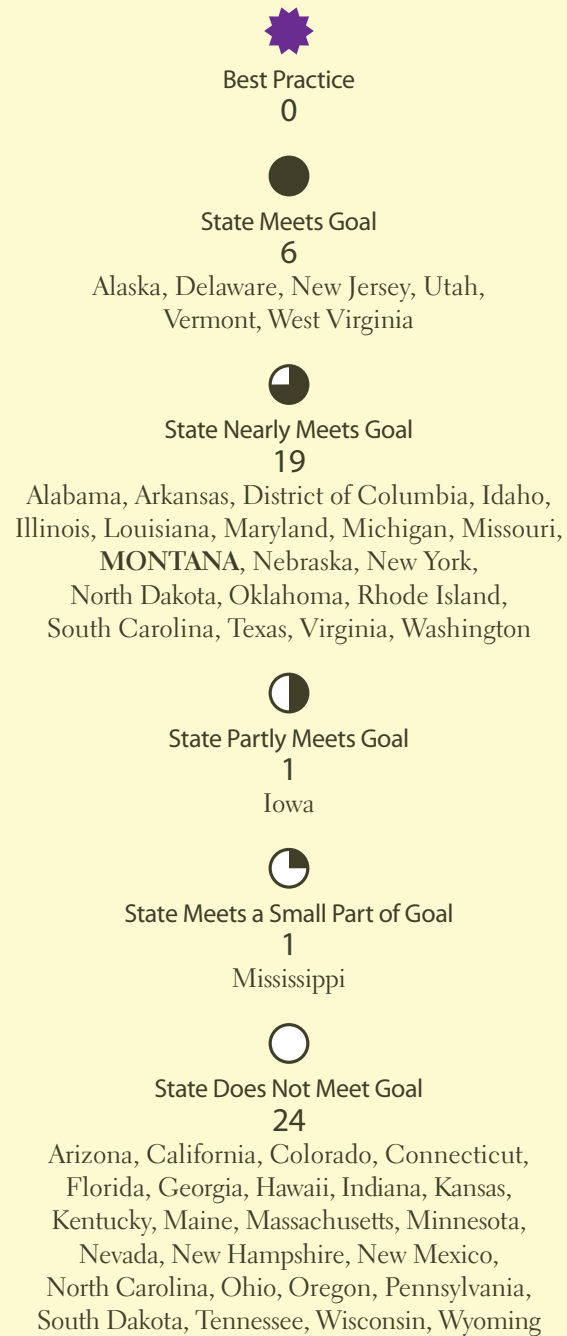 Best Practice
0
State Meets Goal
6
Alaska, Delaware, New Jersey, Utah,
Vermont, West Virginia
State Nearly Meets Goal
19
Alabama, Arkansas, District of Columbia, Idaho,
Illinois, Louisiana, Maryland, Michigan, Missouri,
MONTANA, Nebraska, New York,
North Dakota, Oklahoma, Rhode Island,
South Carolina, Texas, Virginia, Washington
State Partly Meets Goal
1
Iowa
State Meets a Small Part of Goal
1
Mississippi
State Does Not Meet Goal
24
Arizona, California, Colorado, Connecticut,
Florida, Georgia, Hawaii, Indiana, Kansas,
Kentucky, Maine, Massachusetts, Minnesota,
Nevada, New Hampshire, New Mexico,
North Carolina, Ohio, Oregon, Pennsylvania,
South Dakota, Tennessee, Wisconsin, Wyoming